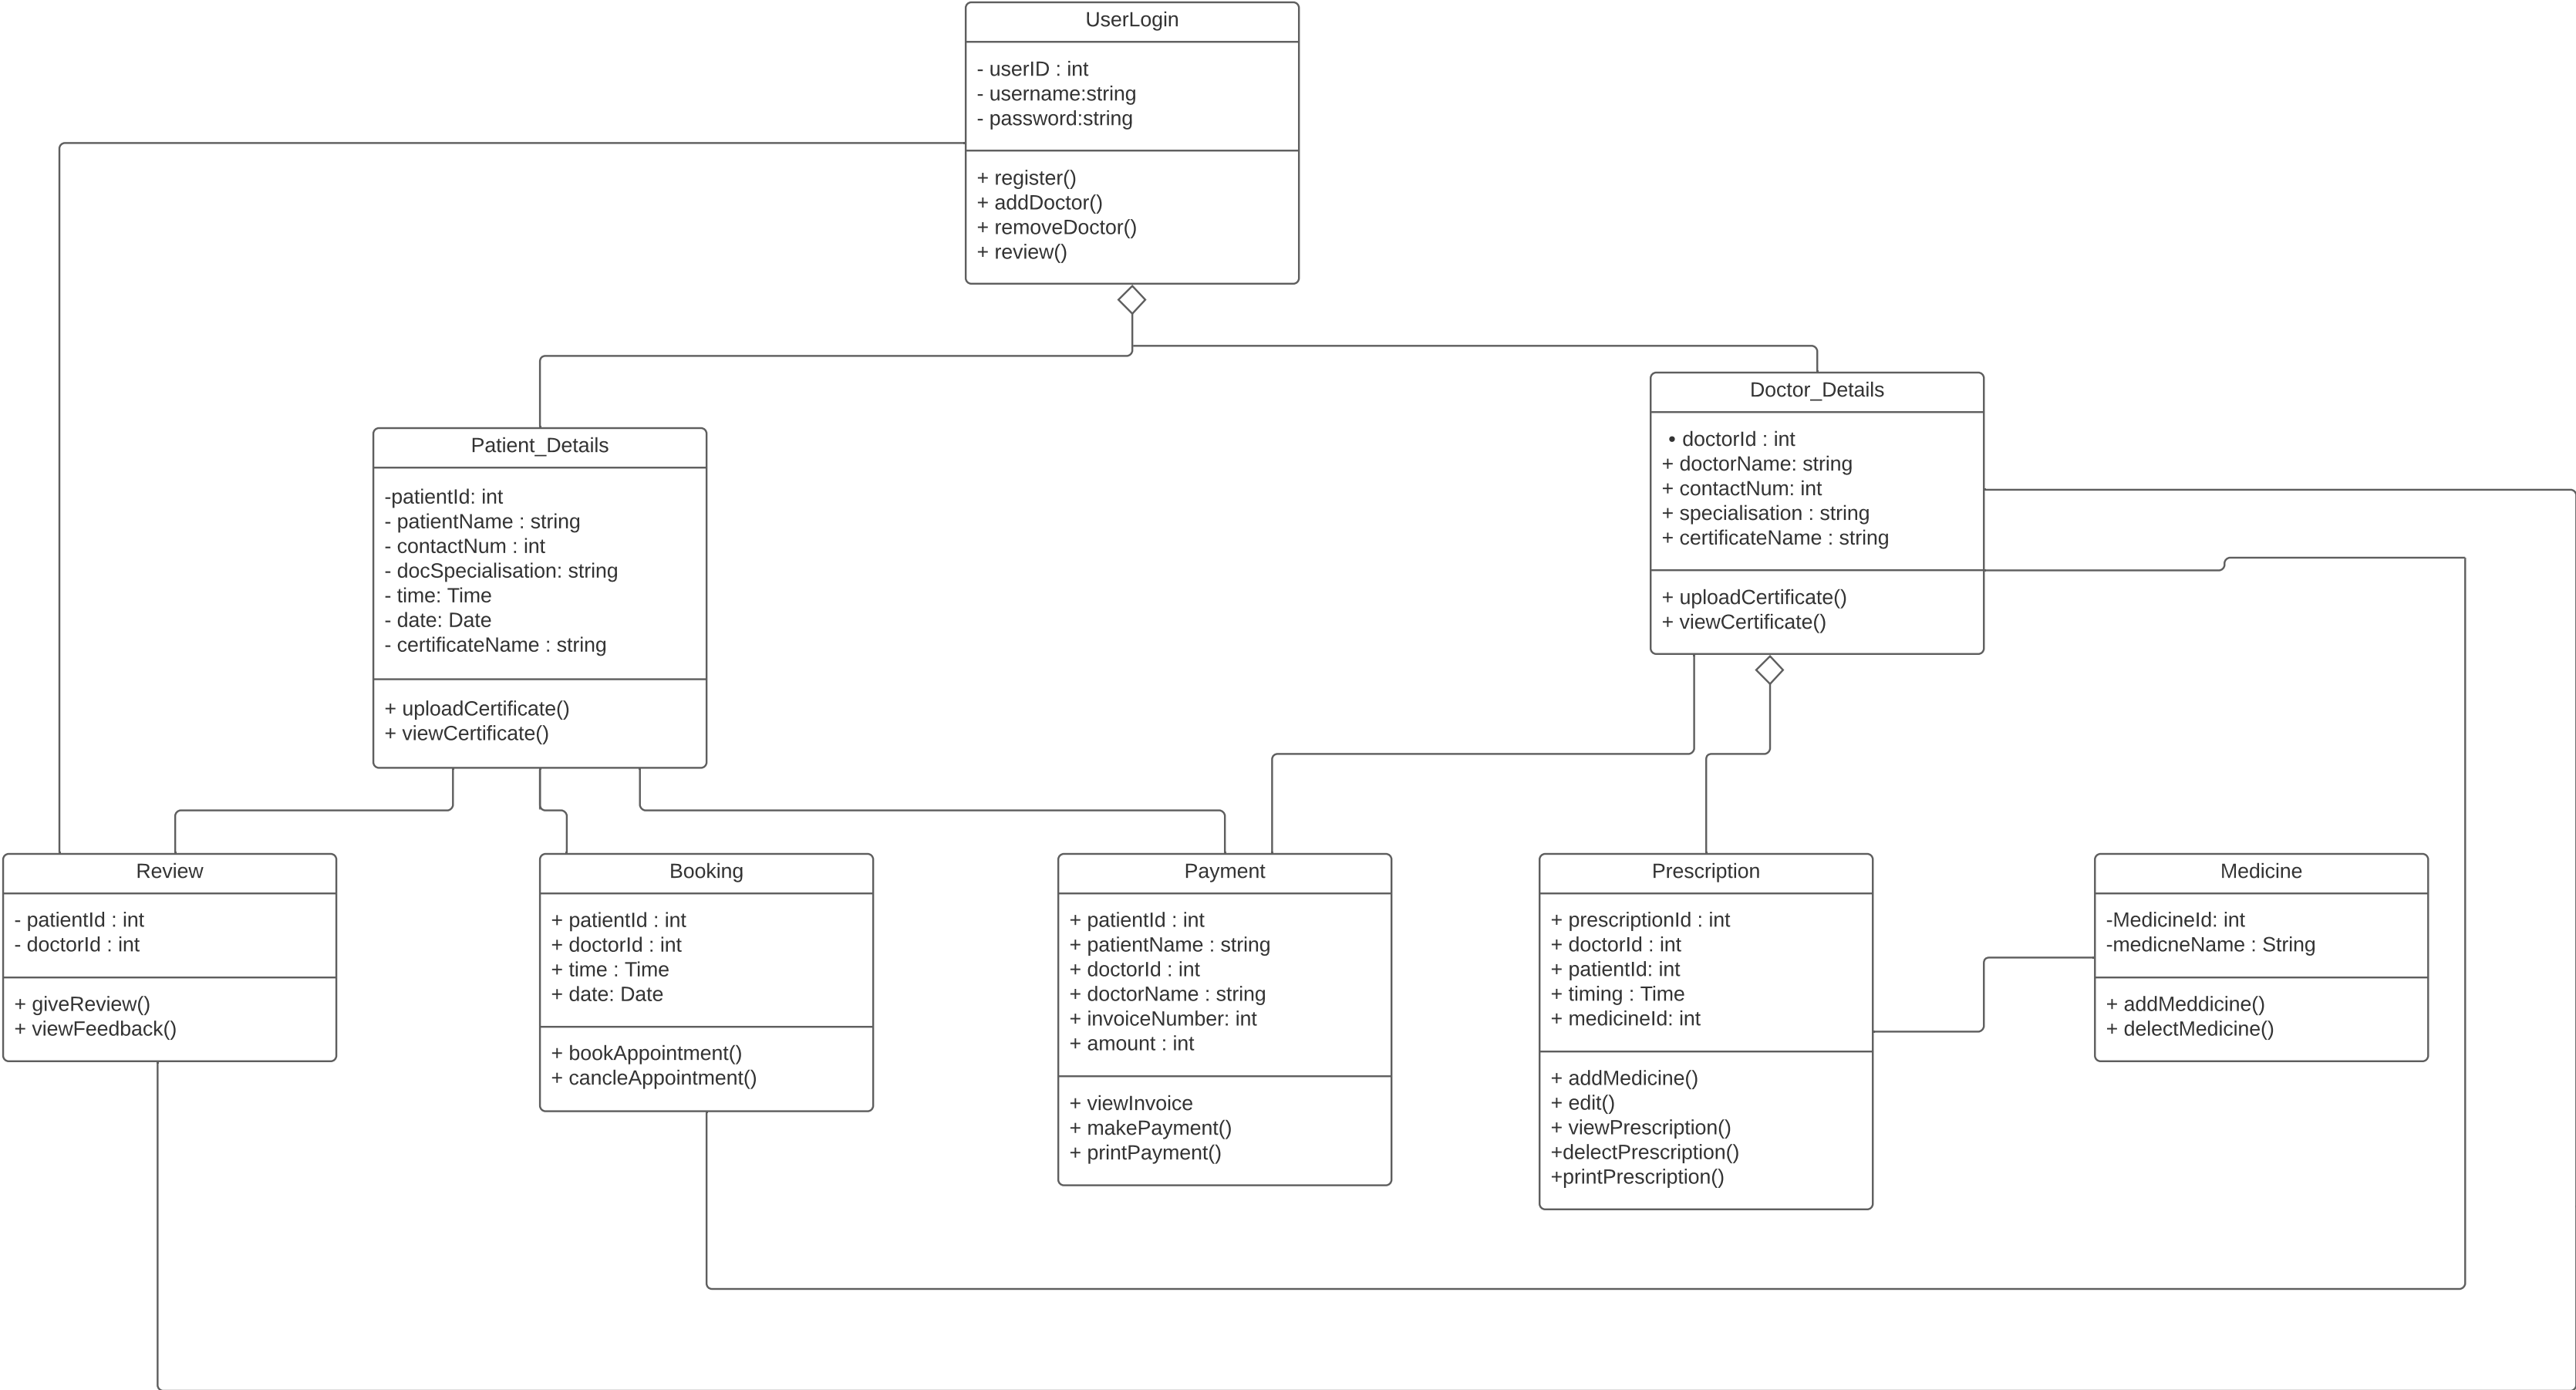 UserLogin
- userID : int
- username:string
- password:string
+ register()
+ addDoctor()
+ removeDoctor()
+ review()
Patient_Details
-patientId: int
- patientName : string
- contactNum : int
- docSpecialisation: string
- time: Time
- date: Date
- certificateName : string
+ uploadCertificate()
+ viewCertificate()
Doctor_Details
• doctorId : int
+ doctorName: string
+ contactNum: int
+ specialisation : string
+ certificateName : string
+ uploadCertificate()
+ viewCertificate()
Review
- patientId : int
- doctorId : int
+ giveReview()
+ viewFeedback()
Booking
+ patientId : int
+ doctorId : int
+ time : Time
+ date: Date
+ bookAppointment()
+ cancleAppointment()
Payment
+ patientId : int
+ patientName : string
+ doctorId : int
+ doctorName : string
+ invoiceNumber: int
+ amount : int
+ viewInvoice
+ makePayment()
+ printPayment()
Prescription
+ prescriptionId : int
+ doctorId : int
+ patientId: int
+ timing : Time
+ medicineId: int
+ addMedicine()
+ edit()
+ viewPrescription()
+delectPrescription()
+printPrescription()
Medicine
-MedicineId: int
-medicneName : String
+ addMeddicine()
+ delectMedicine()